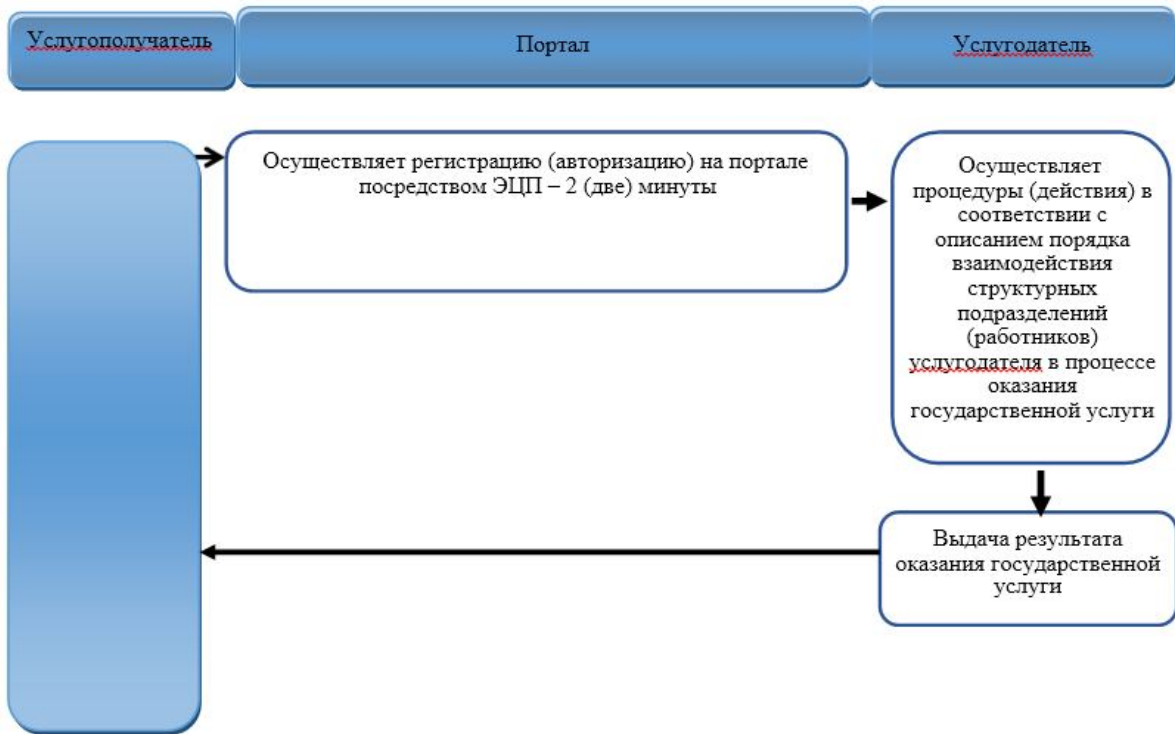 Услугополучатель
Портал
Услугодатель
Осуществляет регистрацию (авторизацию) на портале
посредством ЭЦП – 2 (две) минуты
Осуществляет
процедуры (действия) в
соответствии с
описанием порядка
взаимодействия
структурных
подразделений
(работников)
услугодателя в процессе
оказания
государственной услуги
Выдача результата
оказания государственной
услуги